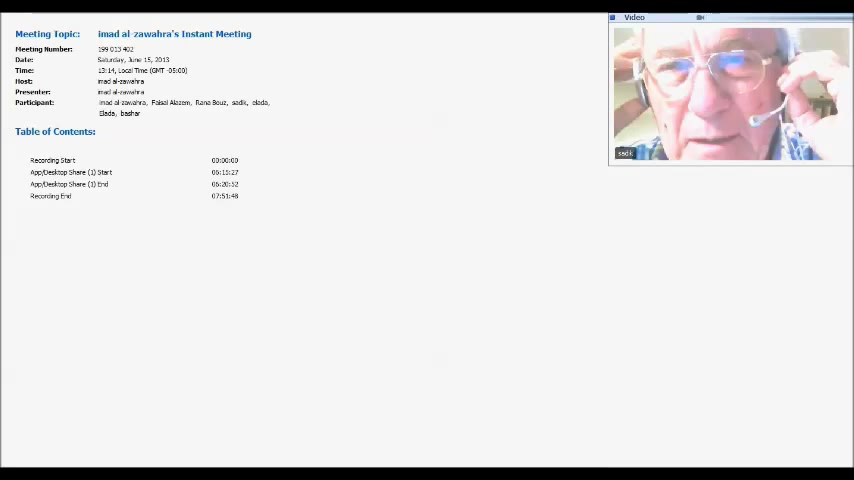 Meeting Topic: imad al-zawahra's Instant Meeting
Meeting Number: 199 013 402
Date: Saturday, June 15, 2013
Time: 13:14, Local Time (GMT -05:00)
Host: imad al-zawahra
Presenter: imad al-zawahra
Participant: imad al-zawahra, Faisal Alazem, Rana Bouz, sadik, elada,
Elada, bashar
Table of Contents:
Recording Start 00:00:00
App/Desktop Share (1) Start 06:15:27
App/Desktop Share (1) End 06:20:52
Recording End 07:51:48
Video
sadik